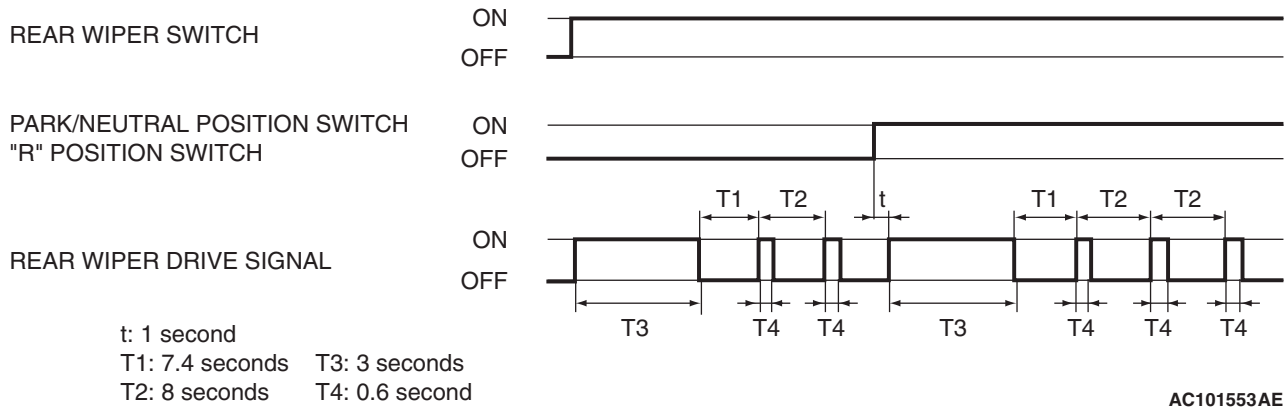 REAR WIPER SWITCH
ON
OFF
PARK/NEUTRAL POSITION SWITCH
"R" POSITION SWITCH
ON
OFF
T1 T2 t T1 T2 T2
REAR WIPER DRIVE SIGNAL
ON
OFF
T3 T4 T4 T3 T4 T4 T4
t: 1 second
T1: 7.4 seconds T3: 3 seconds
T2: 8 seconds T4: 0.6 second
AC101553AE